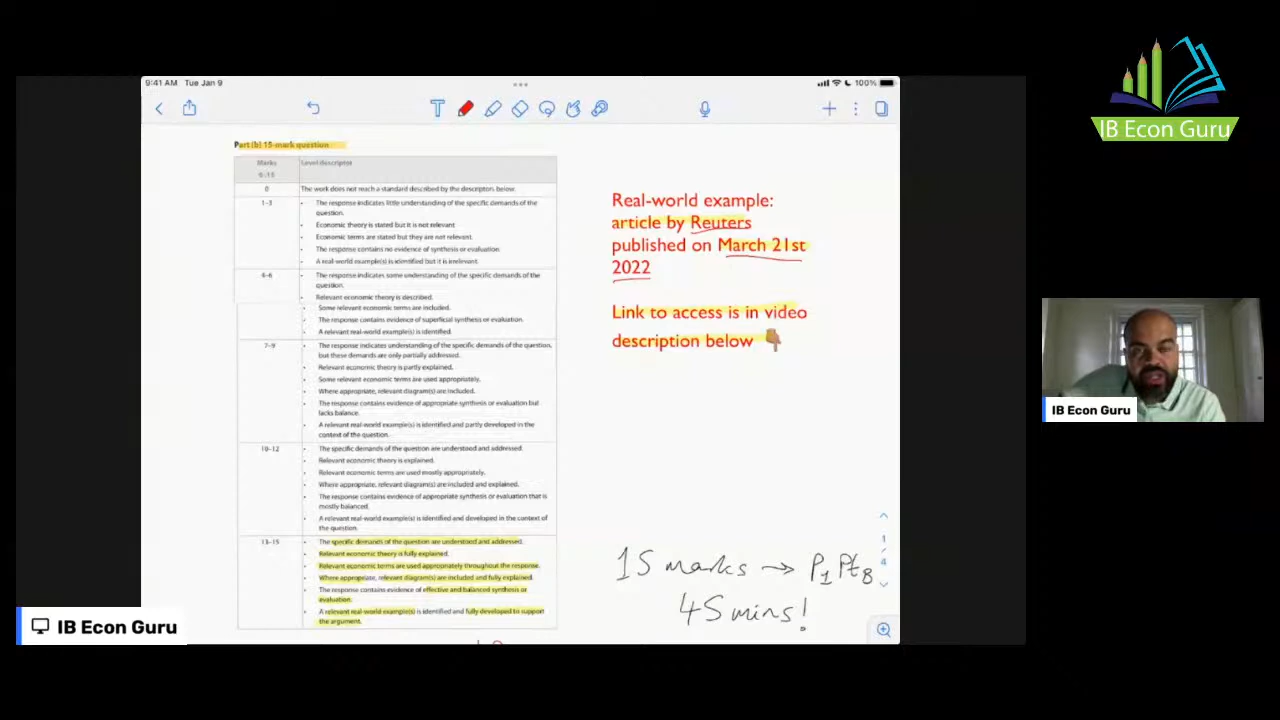 9:41 AM Tue Jan 9
100%
Part (b) 15-mark question
Marks
0–15
Level descriptor
0
The work does not reach a standard described by the descriptors below.
1–3
• The response indicates little understanding of the specific demands of the
question.
• Economic theory is stated but it is not relevant.
• Economic terms are stated but they are not relevant.
• The response contains no evidence of synthesis or evaluation.
• A real-world example(s) is identified but it is irrelevant.
4–6
• The response indicates some understanding of the specific demands of the
question.
• Relevant economic theory is described.
• Some relevant economic terms are included.
• The response contains evidence of superficial synthesis or evaluation.
• A relevant real-world example(s) is identified.
7–9
• The response indicates understanding of the specific demands of the question,
but these demands are only partially addressed.
• Relevant economic theory is partly explained.
• Some relevant economic terms are used appropriately.
• Where appropriate, relevant diagram(s) are included.
• The response contains evidence of appropriate synthesis or evaluation but
lacks balance.
• A relevant real-world example(s) is identified and partly developed in the
context of the question.
10–12
• The specific demands of the question are understood and addressed.
• Relevant economic theory is explained.
• Relevant economic terms are used mostly appropriately.
• Where appropriate, relevant diagram(s) are included and explained.
• The response contains evidence of appropriate synthesis or evaluation that is
mostly balanced.
• A relevant real-world example(s) is identified and developed in the context of
the question.
13–15
• The specific demands of the question are understood and addressed.
• Relevant economic theory is fully explained.
• Relevant economic terms are used appropriately throughout the response.
• Where appropriate, relevant diagram(s) are included and fully explained.
• The response contains evidence of effective and balanced synthesis or
evaluation.
• A relevant real-world example(s) is identified and fully developed to support
the argument.
Real-world example:
article by Reuters
published on March 21st
2022
Link to access is in video
description below
15 marks → P1 Pt B
45 mins!
1
/
4
IB Econ Guru
IB Econ Guru
IB Econ Guru